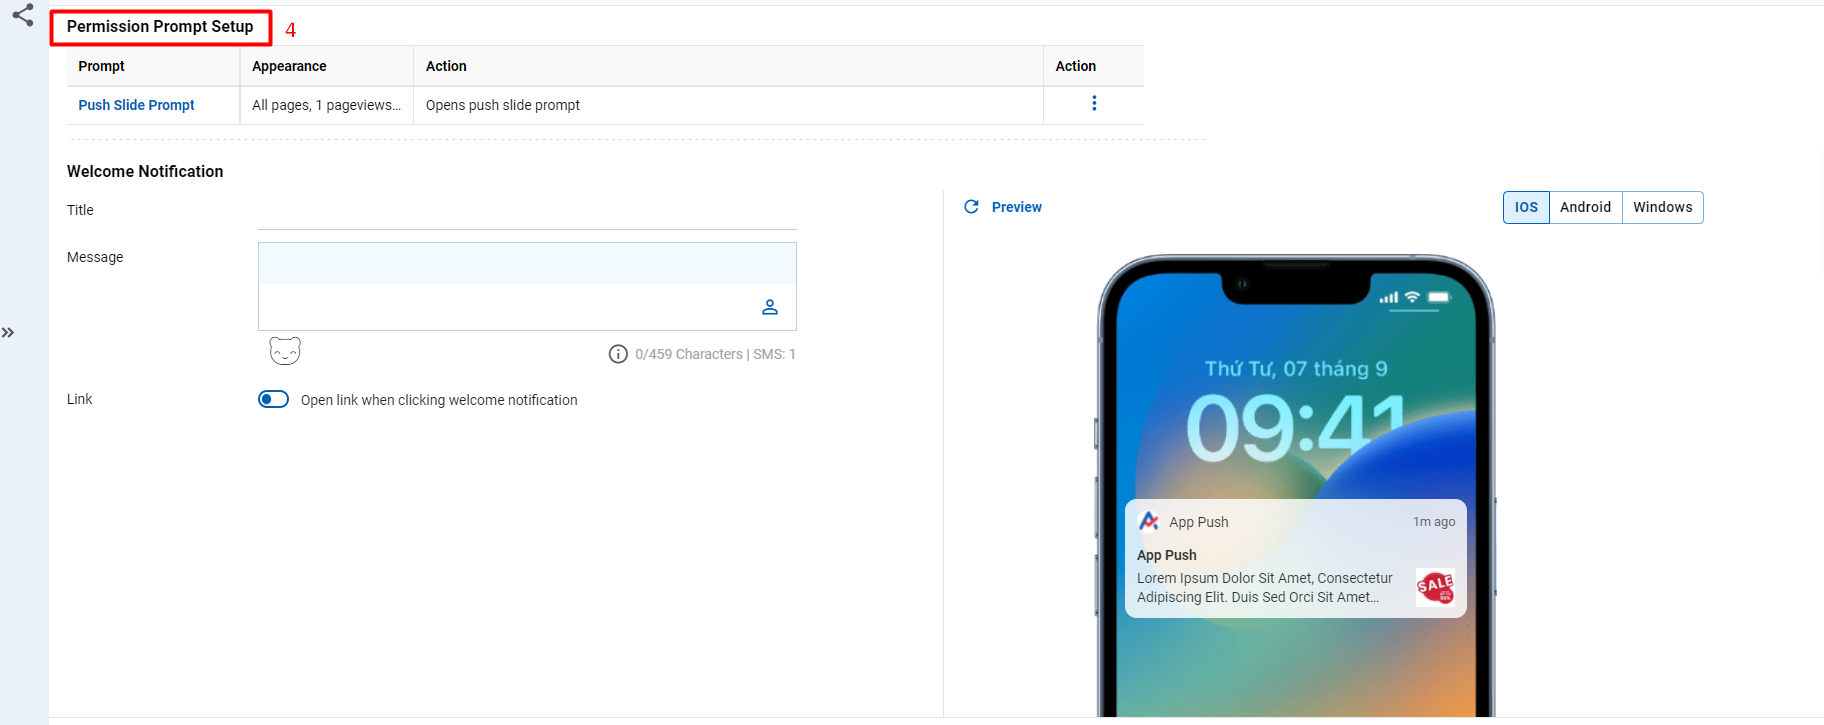 Permission Prompt Setup 4
Prompt Appearance Action Action
Push Slide Prompt All pages, 1 pageviews... Opens push slide prompt
Welcome Notification
Title
Preview IOS Android Windows
Message
0/459 Characters | SMS: 1
Link Open link when clicking welcome notification
Thứ Tư, 07 tháng 9
09:41
App Push 1m ago
App Push
Lorem Ipsum Dolor Sit Amet, Consectetur
Adipiscing Elit. Duis Sed Orci Sit Amet...
SALE